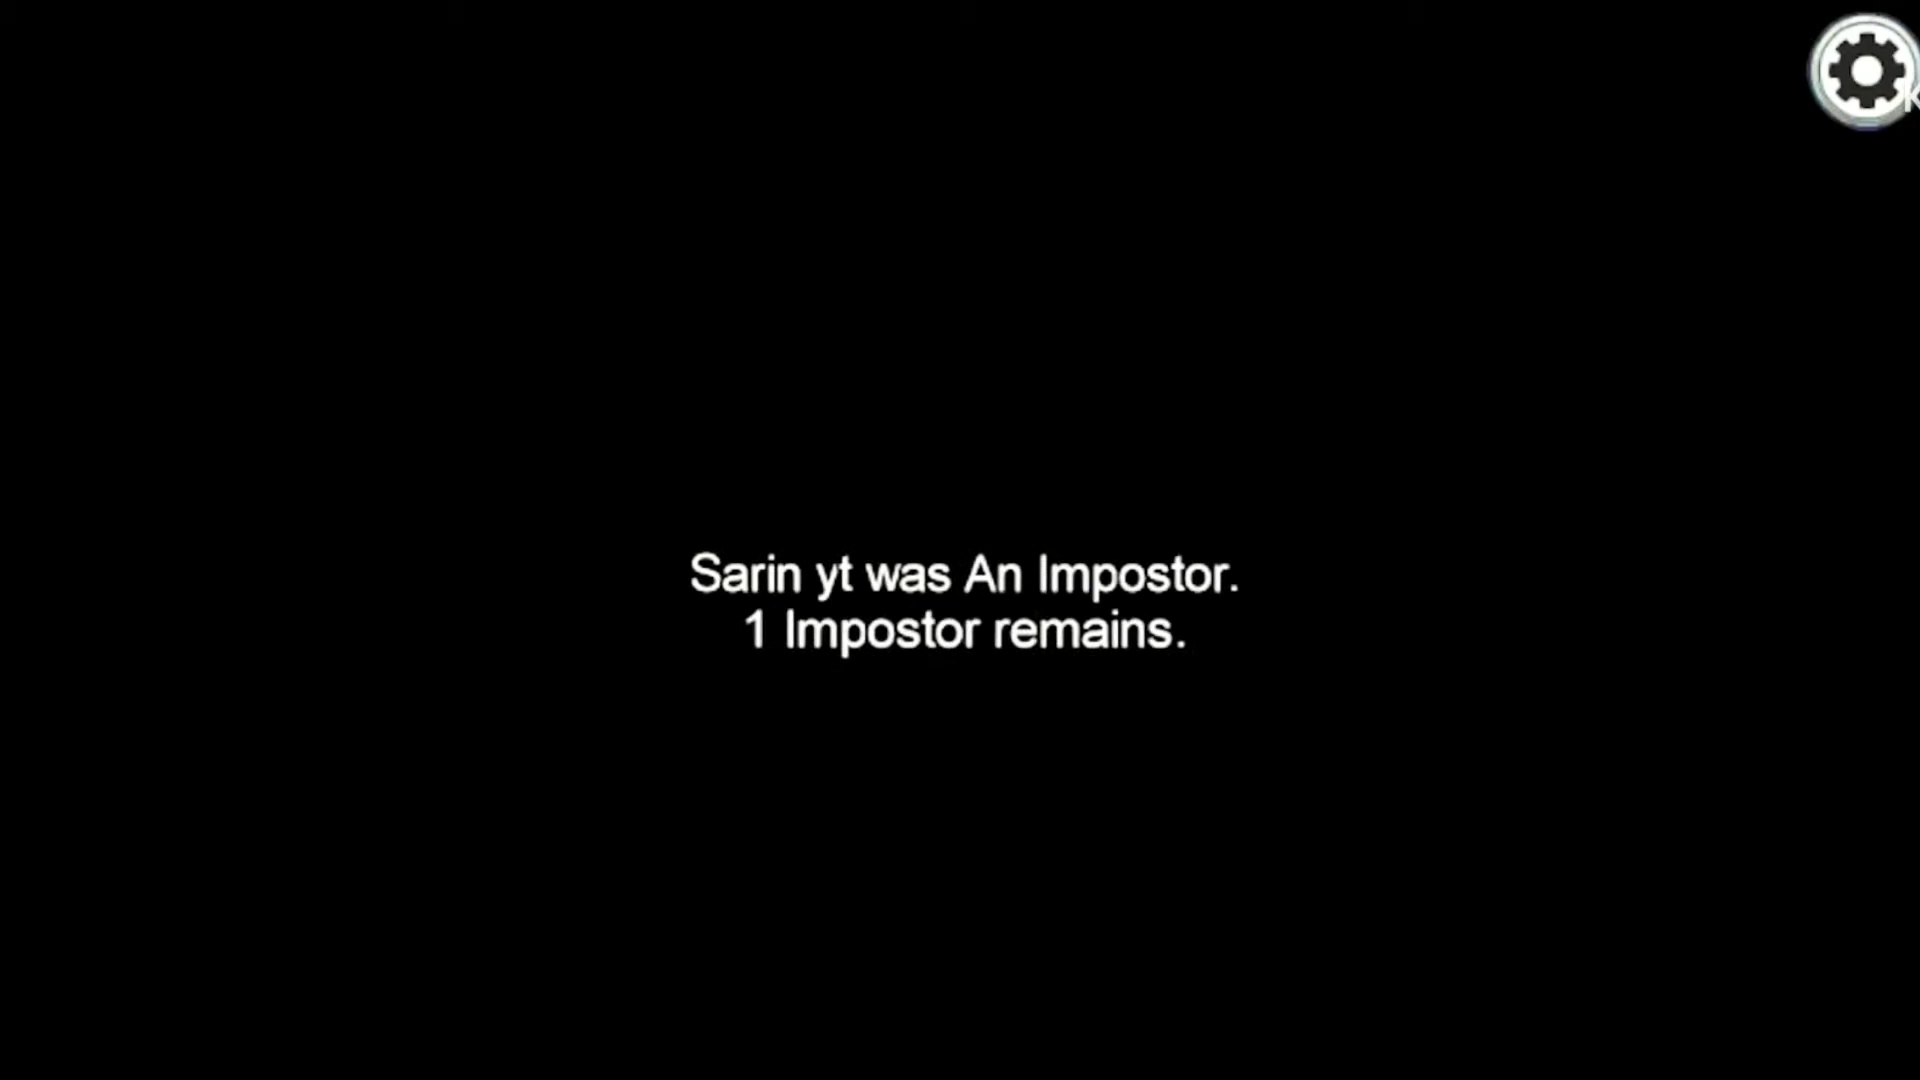 Sarin yt was An Impostor.
1 Impostor remains.